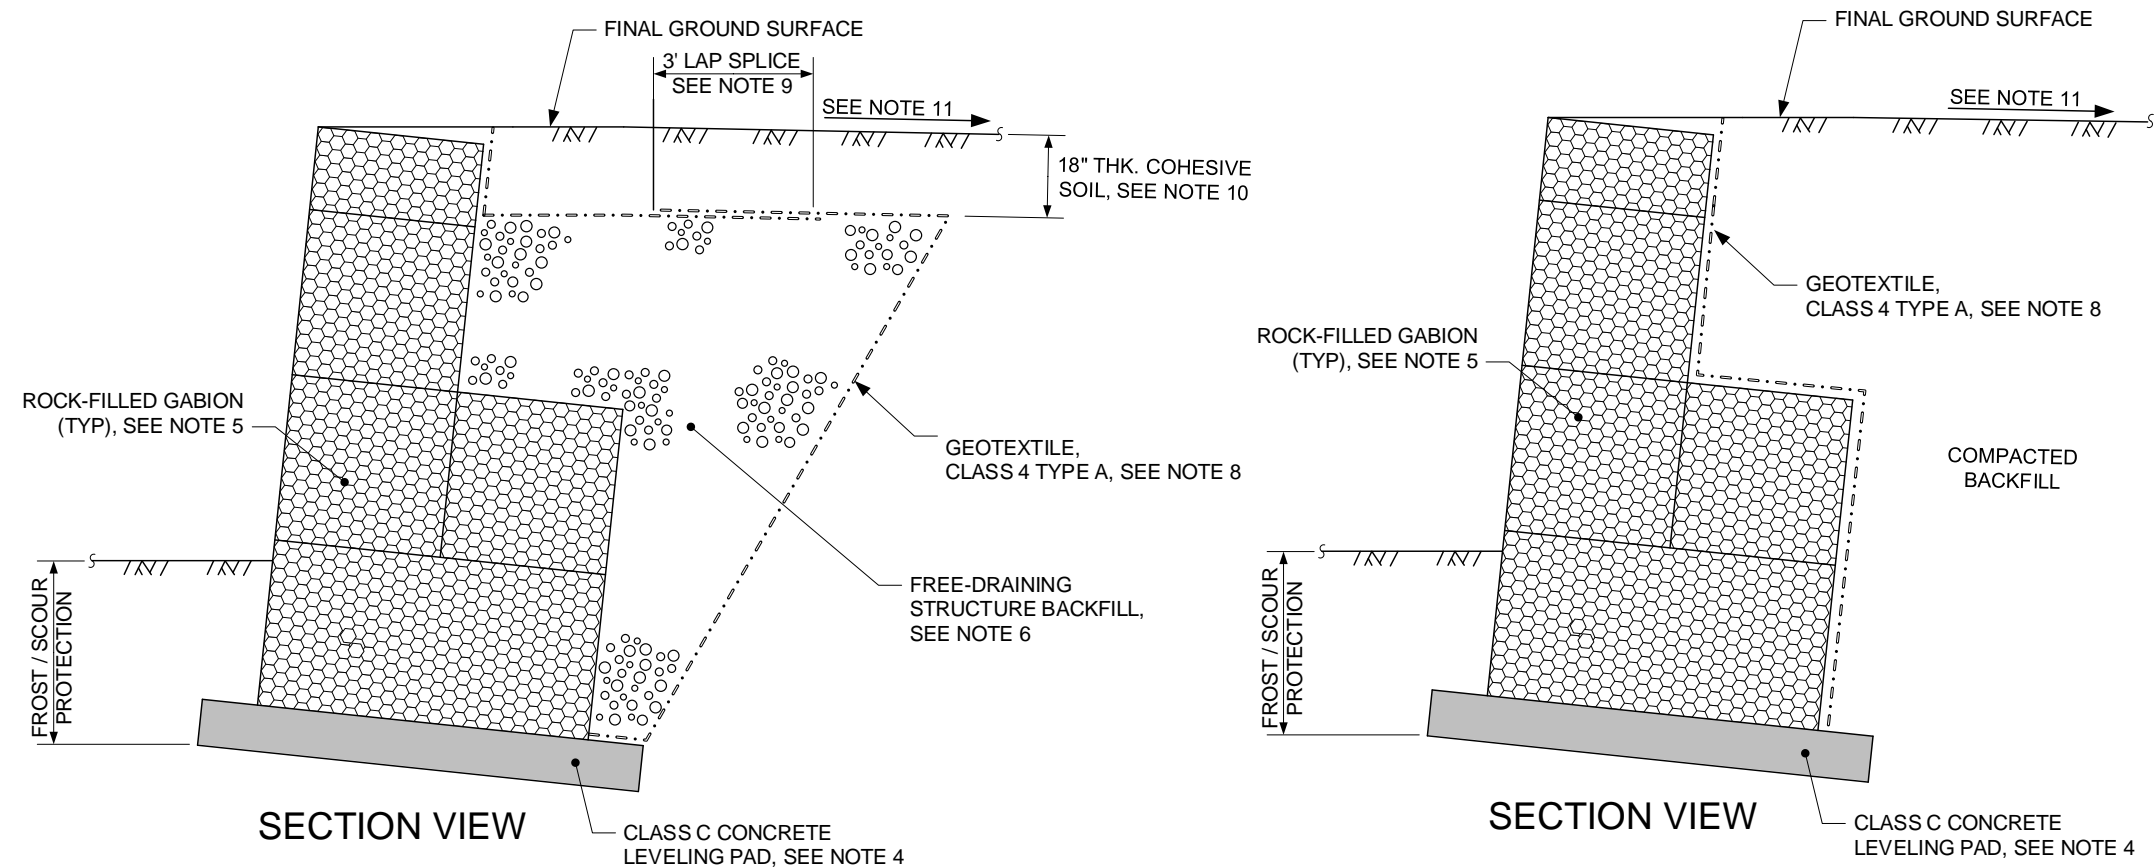 FINAL GROUND SURFACE
3' LAP SPLICE
SEE NOTE 9
SEE NOTE 11
18" THK. COHESIVE
SOIL, SEE NOTE 10
ROCK-FILLED GABION
(TYP), SEE NOTE 5
GEOTEXTILE,
CLASS 4 TYPE A, SEE NOTE 8
FREE-DRAINING
STRUCTURE BACKFILL,
SEE NOTE 6
FROST / SCOUR
PROTECTION
SECTION VIEW
CLASS C CONCRETE
LEVELING PAD, SEE NOTE 4
FINAL GROUND SURFACE
SEE NOTE 11
GEOTEXTILE,
CLASS 4 TYPE A, SEE NOTE 8
ROCK-FILLED GABION
(TYP), SEE NOTE 5
COMPACTED
BACKFILL
FROST / SCOUR
PROTECTION
SECTION VIEW
CLASS C CONCRETE
LEVELING PAD, SEE NOTE 4